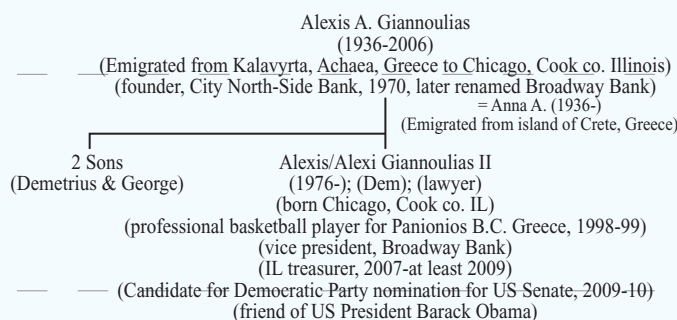 Alexis A. Giannoulias
(1936-2006)
(Emigrated from Kalavyrta, Achaea, Greece to Chicago, Cook co. Illinois)
(founder, City North-Side Bank, 1970, later renamed Broadway Bank)
= Anna A. (1936-)
(Emigrated from island of Crete, Greece)
2 Sons
(Demetrius & George)
Alexis/Alexi Giannoulias II
(1976-); (Dem); (lawyer)
(born Chicago, Cook co. IL)
(professional basketball player for Panionios B.C. Greece, 1998-99)
(vice president, Broadway Bank)
(IL treasurer, 2007-at least 2009)
(Candidate for Democratic Party nomination for US Senate, 2009-10)
(friend of US President Barack Obama)